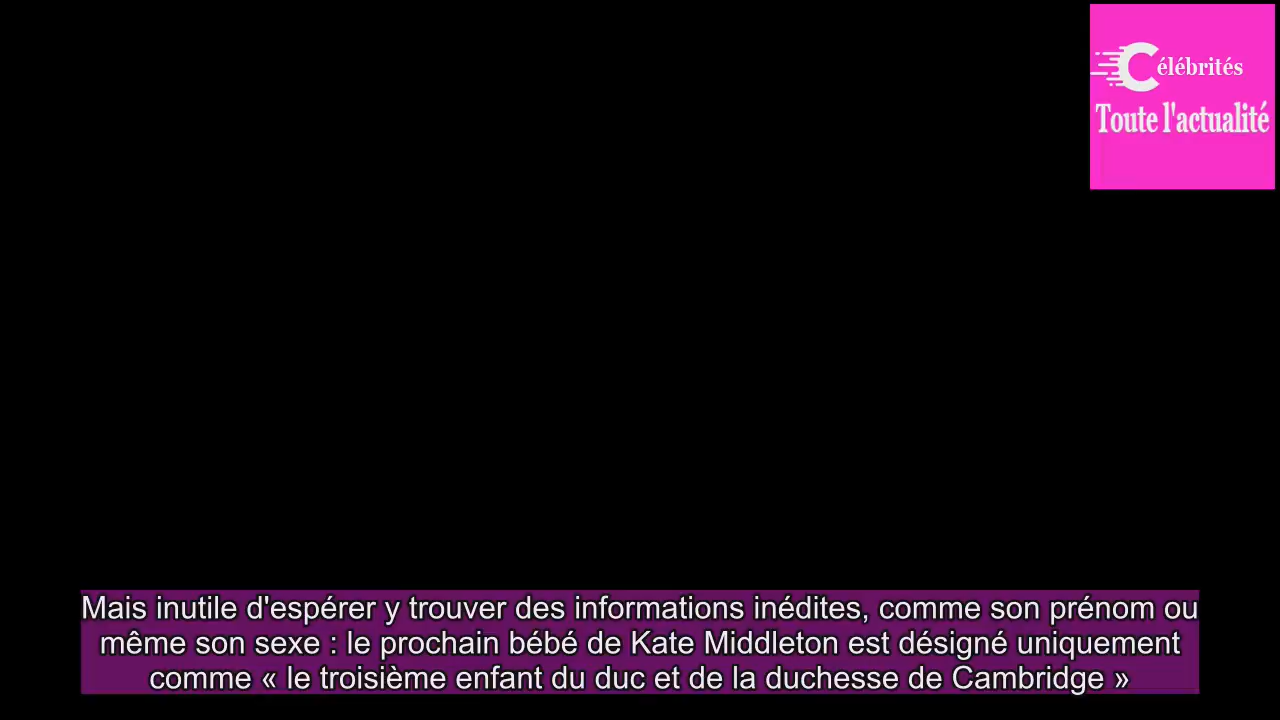 Célébrités
Toute l'actualité
Mais inutile d'espérer y trouver des informations inédites, comme son prénom ou
même son sexe : le prochain bébé de Kate Middleton est désigné uniquement
comme « le troisième enfant du duc et de la duchesse de Cambridge »